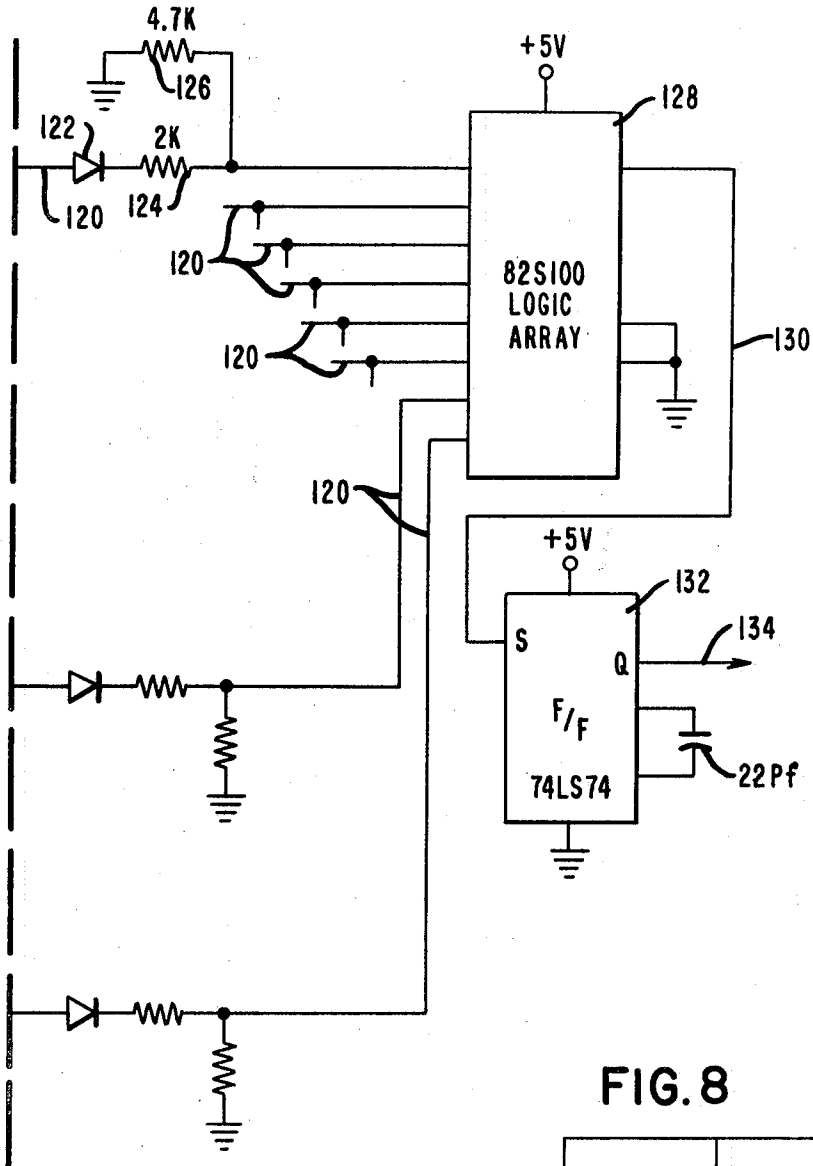 4.7K
126
+5V
128
122
2K
120
124
120
82S100
LOGIC
ARRAY
120
130
120
+5V
132
S
134
Q
F/F
22Pf
74LS74
FIG. 8